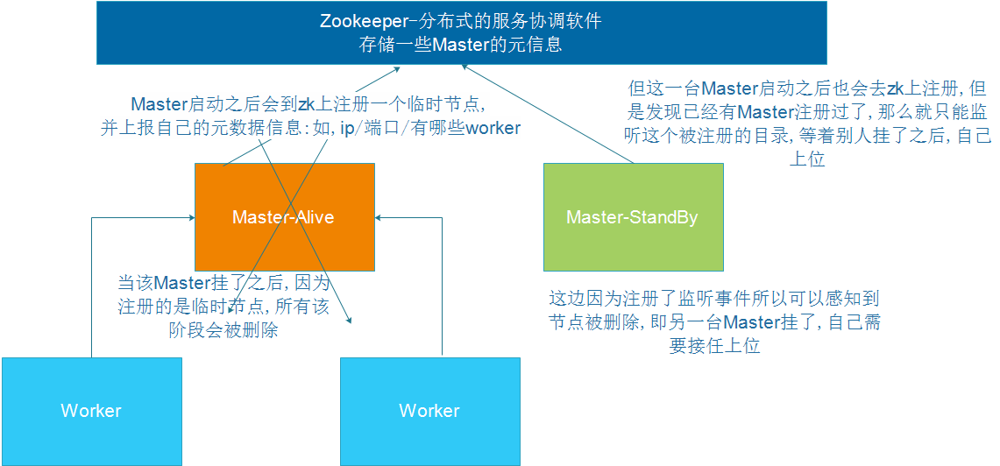 Zookeeper-分布式的服务协调软件
存储一些Master的元信息
Master启动之后会到zk上注册一个临时节点,
并上报自己的元数据信息:如, ip/端口/有哪些worker
但这一台Master启动之后也会去zk上注册, 但
是发现已经有Master注册过了, 那么就只能监
听这个被注册的目录, 等着别人挂了之后, 自己
上位
Master-Alive
Master-StandBy
当该Master挂了之后, 因为
注册的是临时节点, 所有该
阶段会被删除
这边因为注册了监听事件所以可以感知到
节点被删除, 即另一台Master挂了, 自己需
要接任上位
Worker
Worker